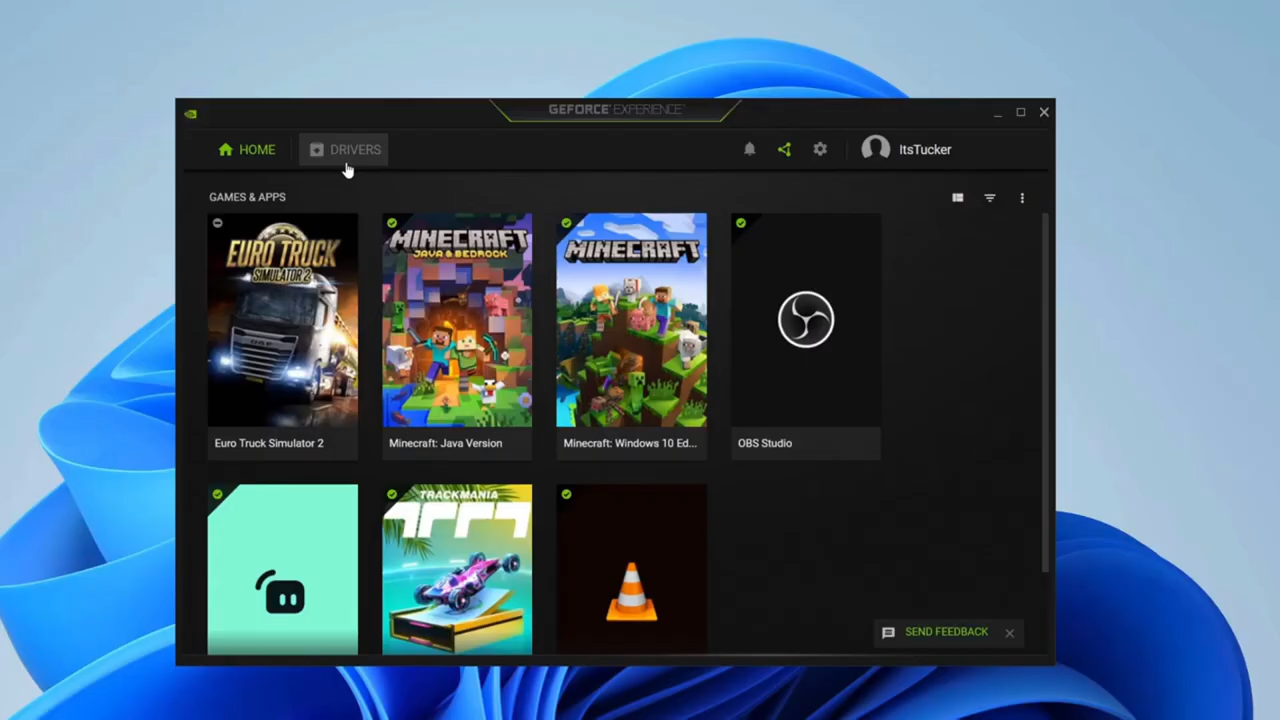 GEFORCE EXPERIENCE
HOME
DRIVERS
ItsTucker
GAMES & APPS
EURO TRUCK
SIMULATOR 2
MINECRAFT
JAVA & BEDROCK
MINECRAFT
Euro Truck Simulator 2
Minecraft: Java Version
Minecraft: Windows 10 Ed...
OBS Studio
TRACKMANIA
SEND FEEDBACK